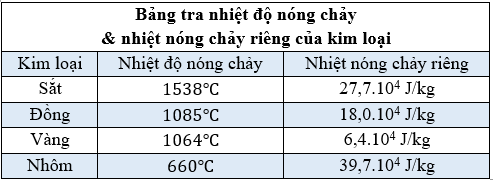 Bảng tra nhiệt độ nóng chảy
& nhiệt nóng chảy riêng của kim loại
Kim loại Nhiệt độ nóng chảy Nhiệt nóng chảy riêng
Sắt 1538℃ 27,7.10⁴ J/kg
Đồng 1085℃ 18,0.10⁴ J/kg
Vàng 1064℃ 6,4.10⁴ J/kg
Nhôm 660℃ 39,7.10⁴ J/kg